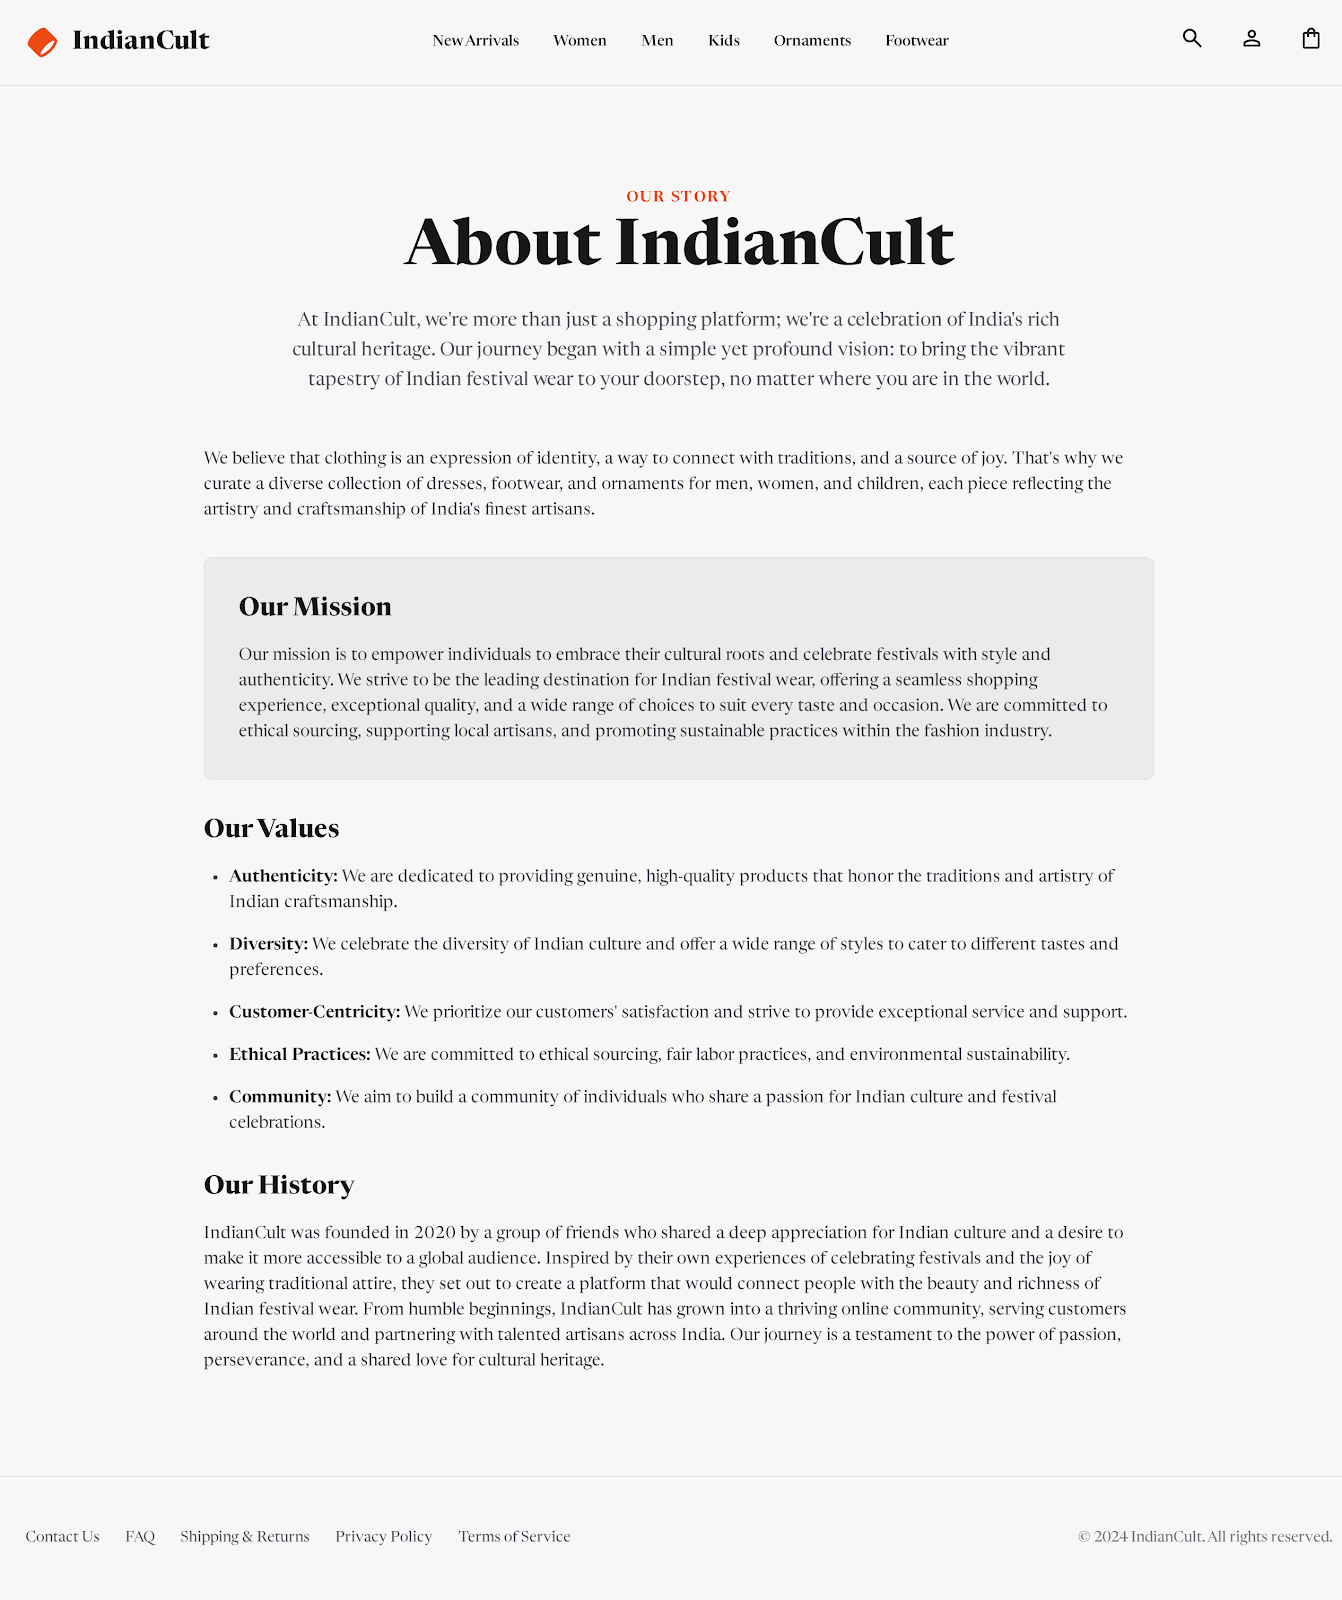 IndianCult
New Arrivals
Women
Men
Kids
Ornaments
Footwear
OUR STORY
About IndianCult
At IndianCult, we're more than just a shopping platform; we're a celebration of India's rich
cultural heritage. Our journey began with a simple yet profound vision: to bring the vibrant
tapestry of Indian festival wear to your doorstep, no matter where you are in the world.
We believe that clothing is an expression of identity, a way to connect with traditions, and a source of joy. That's why we
curate a diverse collection of dresses, footwear, and ornaments for men, women, and children, each piece reflecting the
artistry and craftsmanship of India's finest artisans.
Our Mission
Our mission is to empower individuals to embrace their cultural roots and celebrate festivals with style and
authenticity. We strive to be the leading destination for Indian festival wear, offering a seamless shopping
experience, exceptional quality, and a wide range of choices to suit every taste and occasion. We are committed to
ethical sourcing, supporting local artisans, and promoting sustainable practices within the fashion industry.
Our Values
• Authenticity: We are dedicated to providing genuine, high-quality products that honor the traditions and artistry of
Indian craftsmanship.
• Diversity: We celebrate the diversity of Indian culture and offer a wide range of styles to cater to different tastes and
preferences.
• Customer-Centricity: We prioritize our customers' satisfaction and strive to provide exceptional service and support.
• Ethical Practices: We are committed to ethical sourcing, fair labor practices, and environmental sustainability.
• Community: We aim to build a community of individuals who share a passion for Indian culture and festival
celebrations.
Our History
IndianCult was founded in 2020 by a group of friends who shared a deep appreciation for Indian culture and a desire to
make it more accessible to a global audience. Inspired by their own experiences of celebrating festivals and the joy of
wearing traditional attire, they set out to create a platform that would connect people with the beauty and richness of
Indian festival wear. From humble beginnings, IndianCult has grown into a thriving online community, serving customers
around the world and partnering with talented artisans across India. Our journey is a testament to the power of passion,
perseverance, and a shared love for cultural heritage.
Contact Us
FAQ
Shipping & Returns
Privacy Policy
Terms of Service
© 2024 IndianCult. All rights reserved.